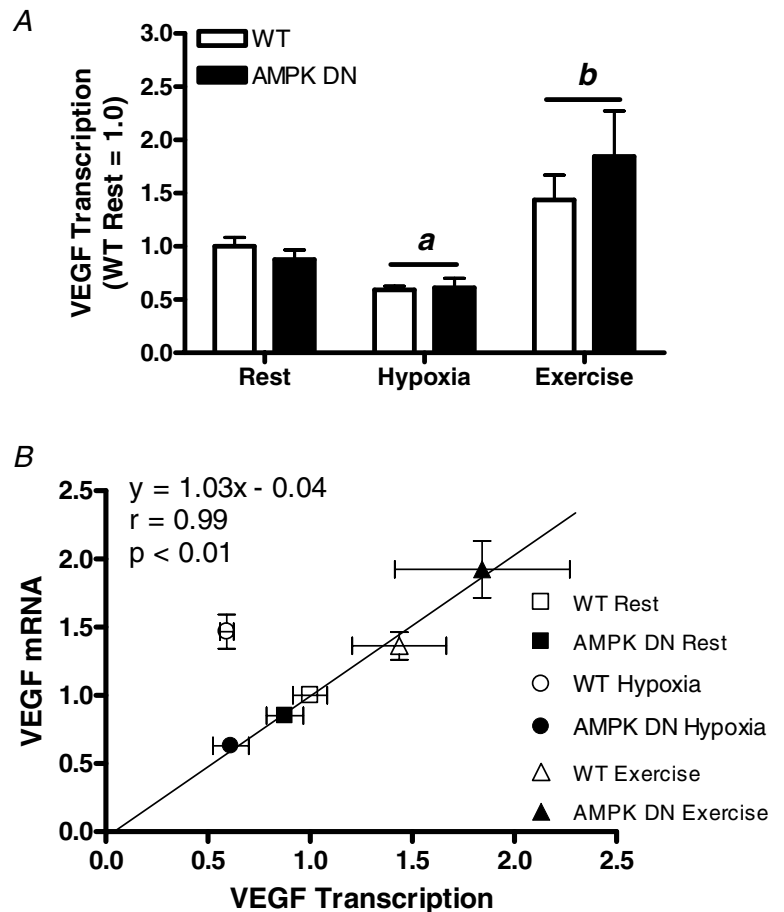 A
VEGF Transcription
(WT Rest = 1.0)
3.0
2.5
2.0
1.5
1.0
0.5
0.0
WT
AMPK DN
a
b
Rest Hypoxia Exercise
B
y = 1.03x - 0.04
r = 0.99
p < 0.01
VEGF mRNA
2.5
2.0
1.5
1.0
0.5
0.0
WT Rest
AMPK DN Rest
WT Hypoxia
AMPK DN Hypoxia
WT Exercise
AMPK DN Exercise
0.0 0.5 1.0 1.5 2.0 2.5
VEGF Transcription